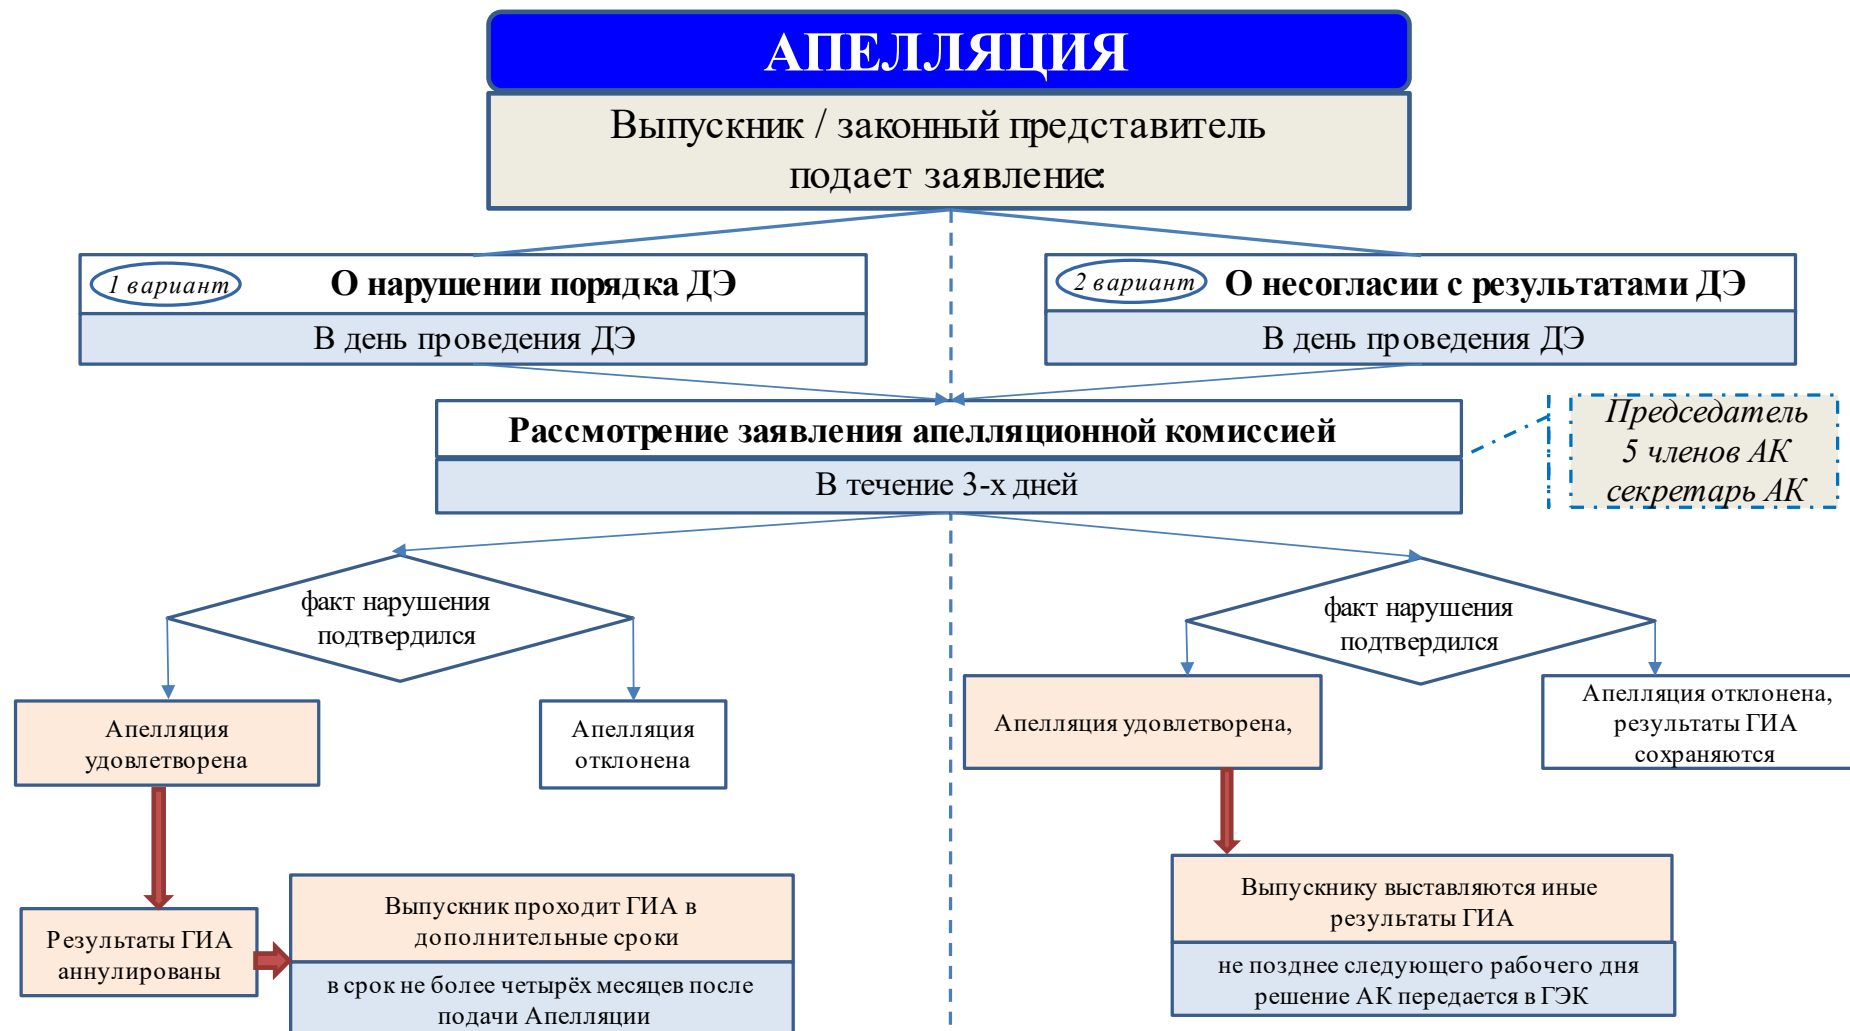 АПЕЛЛЯЦИЯ
Выпускник / законный представитель
подает заявление:
1 вариант
О нарушении порядка ДЭ
В день проведения ДЭ
2 вариант
О несогласии с результатами ДЭ
В день проведения ДЭ
Рассмотрение заявления апелляционной комиссией
В течение 3-х дней
Председатель
5 членов АК
секретарь АК
факт нарушения
подтвердился
факт нарушения
подтвердился
Апелляция
удовлетворена
Апелляция
отклонена
Апелляция удовлетворена,
Апелляция отклонена,
результаты ГИА
сохраняются
Результаты ГИА
аннулированы
Выпускник проходит ГИА в
дополнительные сроки
в срок не более четырёх месяцев после
подачи Апелляции
Выпускнику выставляются иные
результаты ГИА
не позднее следующего рабочего дня
решение АК передается в ГЭК